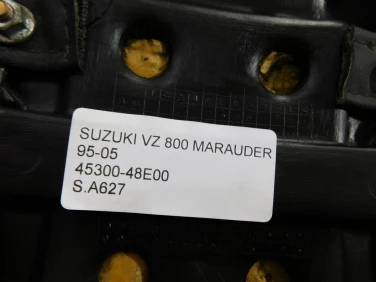 SUZUKI VZ 800 MARAUDER
95-05
45300-48E00
S.A627